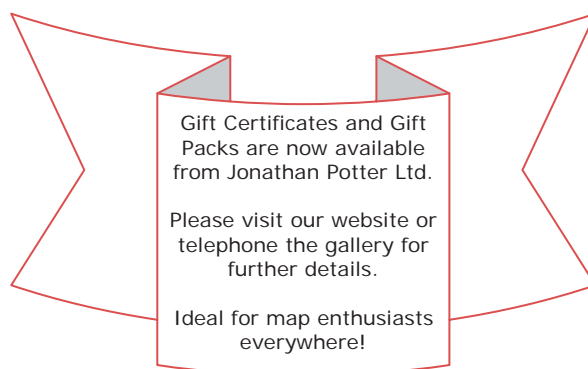 Gift Certificates and Gift
Packs are now available
from Jonathan Potter Ltd.
Please visit our website or
telephone the gallery for
further details.
Ideal for map enthusiasts
everywhere!